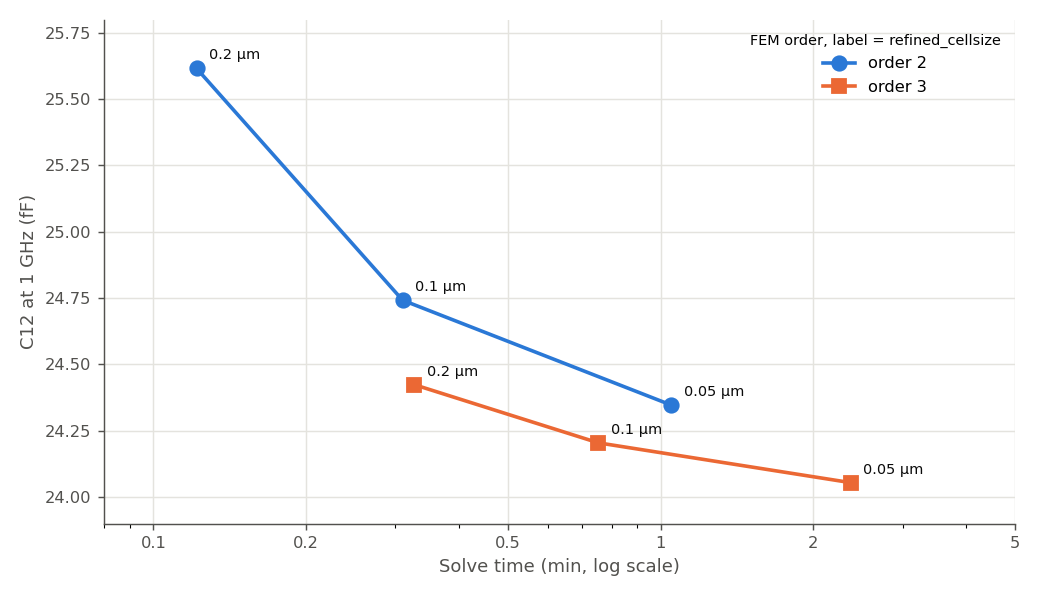 25.75
25.50
25.25
25.00
24.75
24.50
24.25
24.00
C12 at 1 GHz (fF)
FEM order, label = refined_cellsize
order 2
order 3
0.2 µm
0.1 µm
0.05 µm
0.2 µm
0.1 µm
0.05 µm
0.1
0.2
0.5
1
2
5
Solve time (min, log scale)